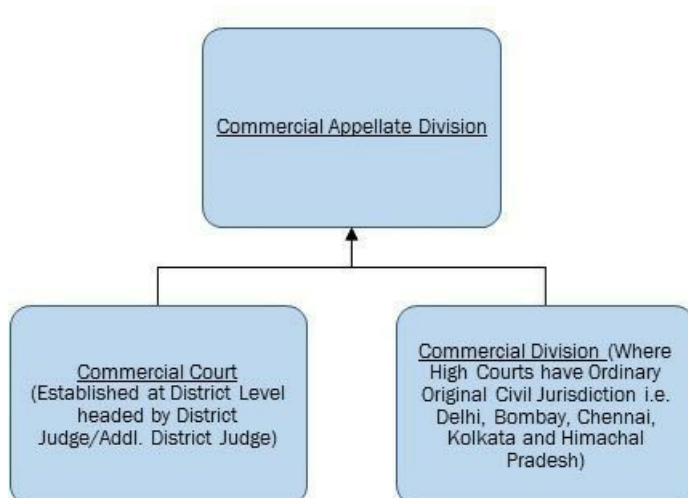 Commercial Appellate Division
Commercial Court
(Established at District Level
headed by District
Judge/Addl. District Judge)
Commercial Division (Where
High Courts have Ordinary
Original Civil Jurisdiction i.e.
Delhi, Bombay, Chennai,
Kolkata and Himachal
Pradesh)